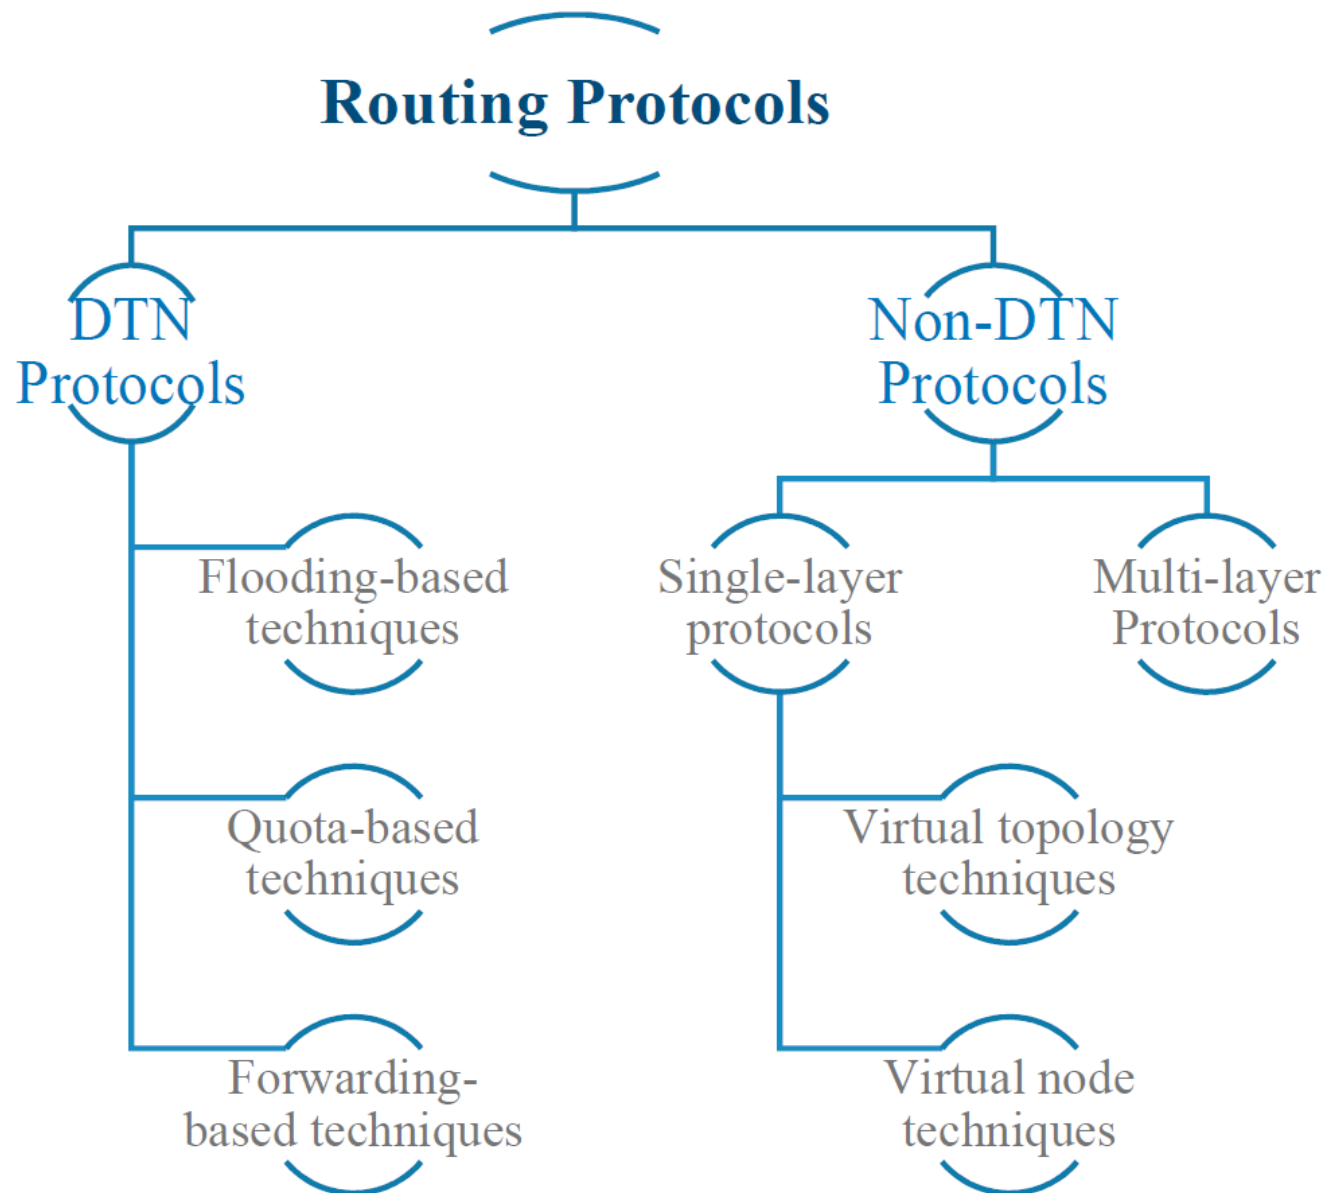 Routing Protocols
DTN
Protocols
Non-DTN
Protocols
Flooding-based
techniques
Single-layer
protocols
Multi-layer
Protocols
Quota-based
techniques
Virtual topology
techniques
Forwarding-
based techniques
Virtual node
techniques